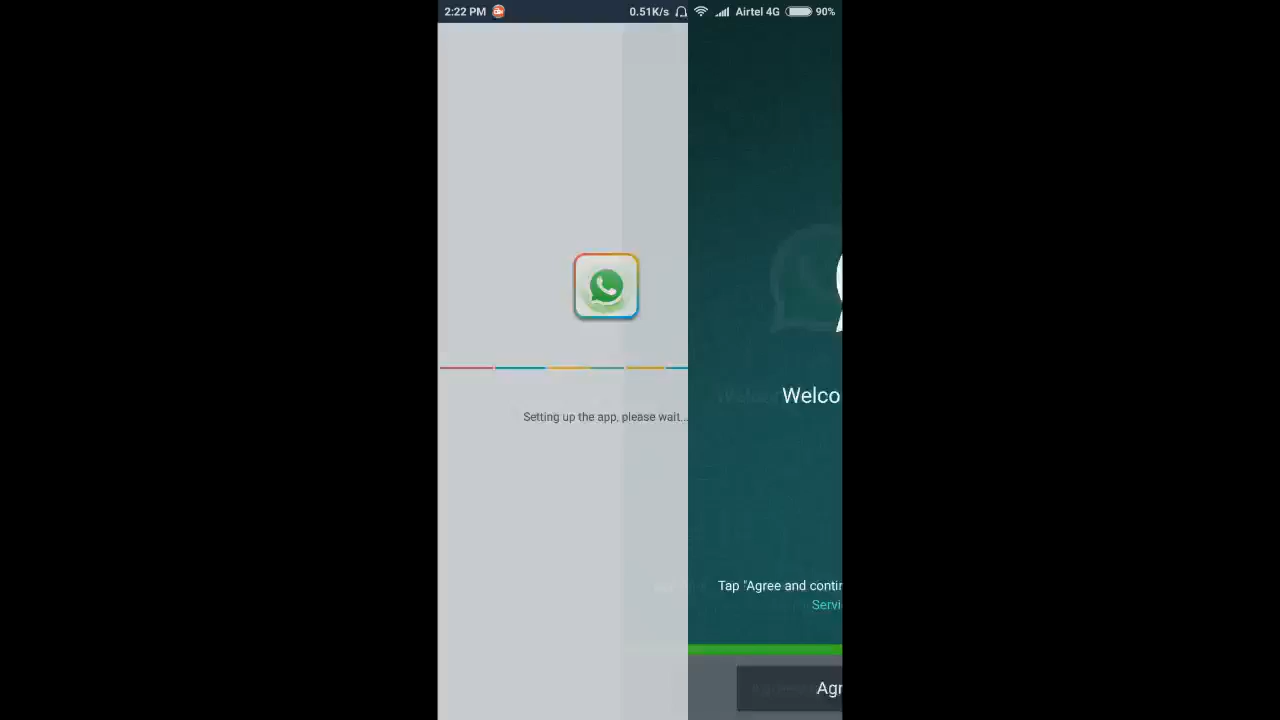 2:22 PM 0.51K/s Airtel 4G 90%
Welco
Setting up the app, please wait...
Tap "Agree and contin
Servi
Agr